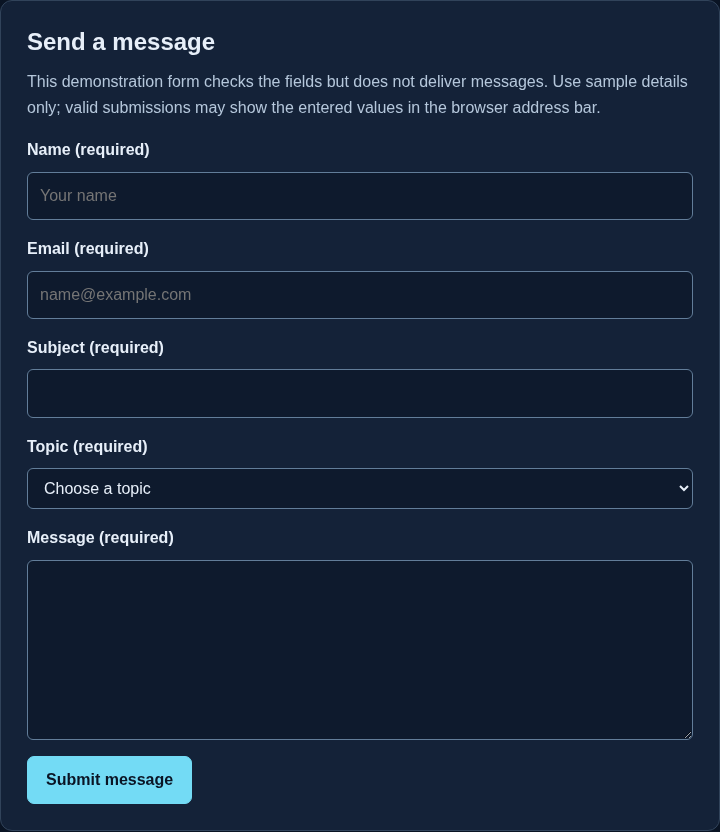 Send a message
This demonstration form checks the fields but does not deliver messages. Use sample details
only; valid submissions may show the entered values in the browser address bar.
Name (required)
Your name
Email (required)
name@example.com
Subject (required)
Topic (required)
Choose a topic
Message (required)
Submit message